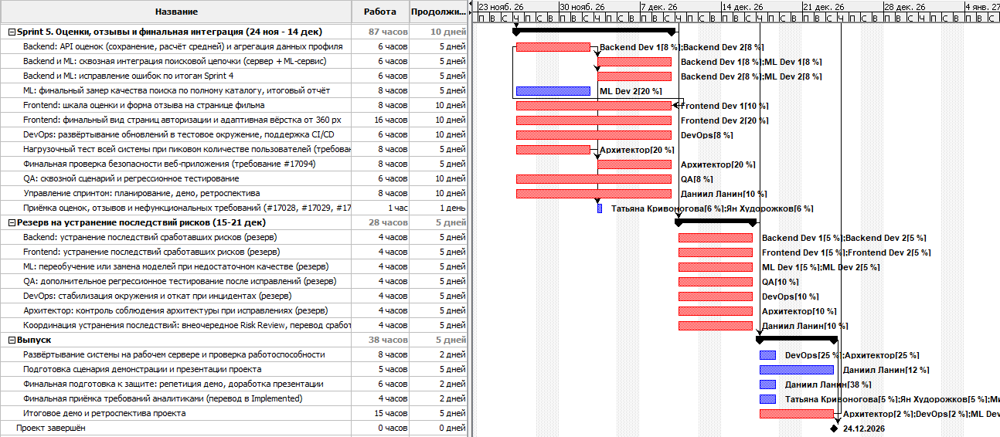 Название Работа Продолжи... 23 нояб. 26 30 нояб. 26 7 дек. 26 14 дек. 26 21 дек. 26 28 дек. 26 4 янв. 27
П В С Ч П С В П В С Ч П С В П В С Ч П С В П В С Ч П С В П В С Ч П С В П В С Ч П С В П В С
Sprint 5. Оценки, отзывы и финальная интеграция (24 ноя - 14 дек) 87 часов 10 дней
Backend: API оценок (сохранение, расчёт средней) и агрегация данных профиля 6 часов 5 дней Backend Dev 1[8 %];Backend Dev 2[8 %]
Backend и ML: сквозная интеграция поисковой цепочки (сервер + ML-сервис) 6 часов 5 дней Backend Dev 1[8 %];ML Dev 1[8 %]
Backend и ML: исправление ошибок по итогам Sprint 4 6 часов 5 дней Backend Dev 2[8 %];ML Dev 2[8 %]
ML: финальный замер качества поиска по полному каталогу, итоговый отчёт 8 часов 5 дней ML Dev 2[20 %]
Frontend: шкала оценки и форма отзыва на странице фильма 8 часов 10 дней Frontend Dev 1[10 %]
Frontend: финальный вид страниц авторизации и адаптивная вёрстка от 360 px 16 часов 10 дней Frontend Dev 2[20 %]
DevOps: развёртывание обновлений в тестовое окружение, поддержка CI/CD 6 часов 10 дней DevOps[8 %]
Нагрузочный тест всей системы при пиковом количестве пользователей (требован 8 часов 5 дней Архитектор[20 %]
Финальная проверка безопасности веб-приложения (требование #17094) 8 часов 5 дней Архитектор[20 %]
QA: сквозной сценарий и регрессионное тестирование 6 часов 10 дней QA[8 %]
Управление спринтом: планирование, демо, ретроспектива 8 часов 10 дней Даниил Ланин[10 %]
Приёмка оценок, отзывов и нефункциональных требований (#17028, #17029, #17 1 час 1 день Татьяна Кривоногова[6 %];Ян Худорожков[6 %]
Резерв на устранение последствий рисков (15-21 дек) 28 часов 5 дней
Backend: устранение последствий сработавших рисков (резерв) 4 часов 5 дней Backend Dev 1[5 %];Backend Dev 2[5 %]
Frontend: устранение последствий сработавших рисков (резерв) 4 часов 5 дней Frontend Dev 1[5 %];Frontend Dev 2[5 %]
ML: переобучение или замена моделей при недостаточном качестве (резерв) 4 часов 5 дней ML Dev 1[5 %];ML Dev 2[5 %]
QA: дополнительное регрессионное тестирование после исправлений (резерв) 4 часов 5 дней QA[10 %]
DevOps: стабилизация окружения и откат при инцидентах (резерв) 4 часов 5 дней DevOps[10 %]
Архитектор: контроль соблюдения архитектуры при исправлениях (резерв) 4 часов 5 дней Архитектор[10 %]
Координация устранения последствий: внеочередное Risk Review, перевод сработ 4 часов 5 дней Даниил Ланин[10 %]
Выпуск 38 часов 5 дней
Развёртывание системы на рабочем сервере и проверка работоспособности 8 часов 2 дней DevOps[25 %];Архитектор[25 %]
Подготовка сценария демонстрации и презентации проекта 5 часов 5 дней Даниил Ланин[12 %]
Финальная подготовка к защите: репетиция демо, доработка презентации 6 часов 2 дней Даниил Ланин[38 %]
Финальная приёмка требований аналитиками (перевод в Implemented) 4 часов 2 дней Татьяна Кривоногова[5 %];Ян Худорожков[5 %];Ми
Итоговое демо и ретроспектива проекта 15 часов 5 дней Архитектор[2 %];DevOps[2 %];ML Dev
Проект завершён 0 часов 0 дней 24.12.2026